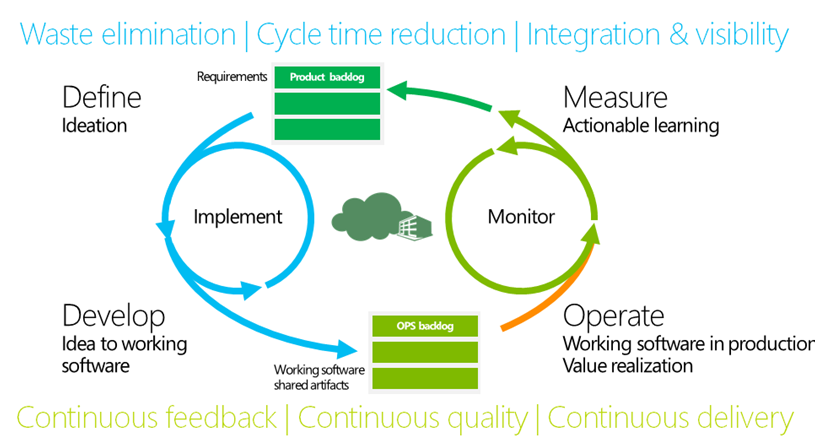 Waste elimination | Cycle time reduction | Integration & visibility
Define
Ideation
Requirements
Product backlog
Measure
Actionable learning
Implement
Monitor
Develop
Idea to working
software
Working software
shared artifacts
OPS backlog
Operate
Working software in production
Value realization
Continuous feedback | Continuous quality | Continuous delivery